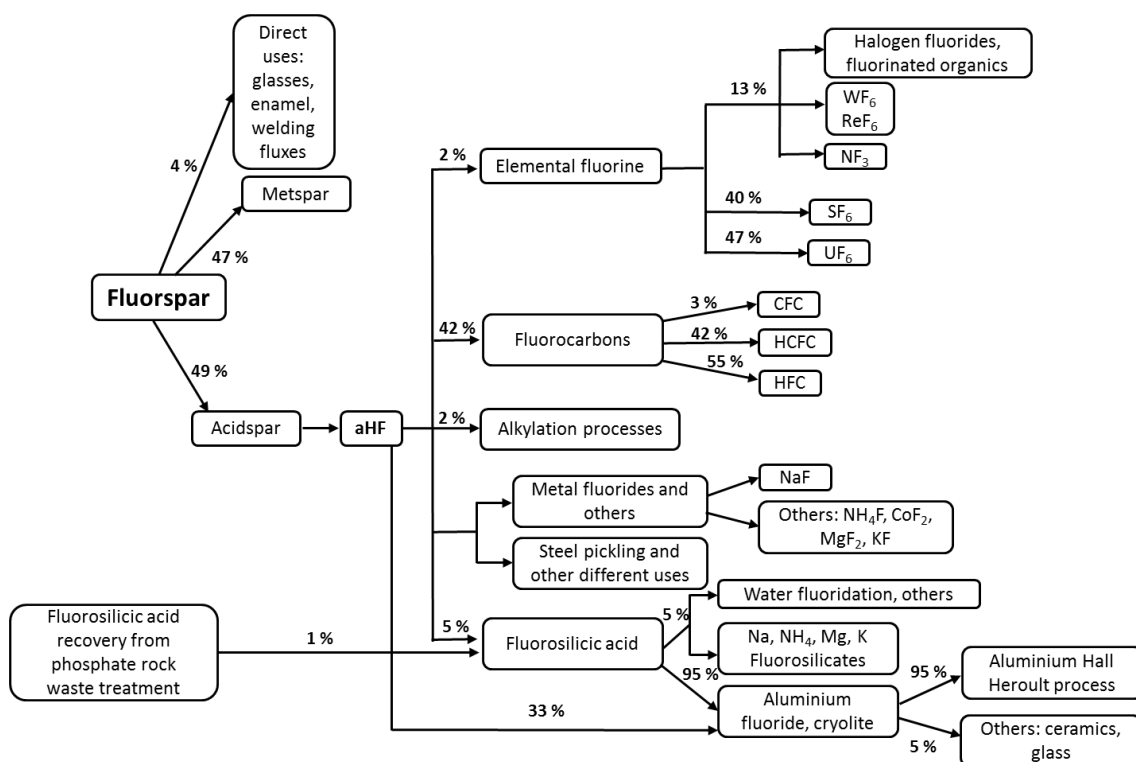 Direct
uses:
glasses,
enamel,
welding
fluxes
4 %
Metspar
47 %
Fluorspar
49 %
Acidspar
aHF
2 %
Elemental fluorine
13 %
Halogen fluorides,
fluorinated organics
WF₆
ReF₆
NF₃
40 %
SF₆
47 %
UF₆
42 %
Fluorocarbons
3 %
CFC
42 %
HCFC
55 %
HFC
2 %
Alkylation processes
Metal fluorides and
others
NaF
Others: NH₄F, CoF₂,
MgF₂, KF
Steel pickling and
other different uses
Fluorosilicic acid
recovery from
phosphate rock
waste treatment
1 %
5 %
Fluorosilicic acid
5 %
Water fluoridation, others
Na, NH₄, Mg, K
Fluorosilicates
95 %
33 %
Aluminium
fluoride, cryolite
95 %
Aluminium Hall
Heroult process
5 %
Others: ceramics,
glass